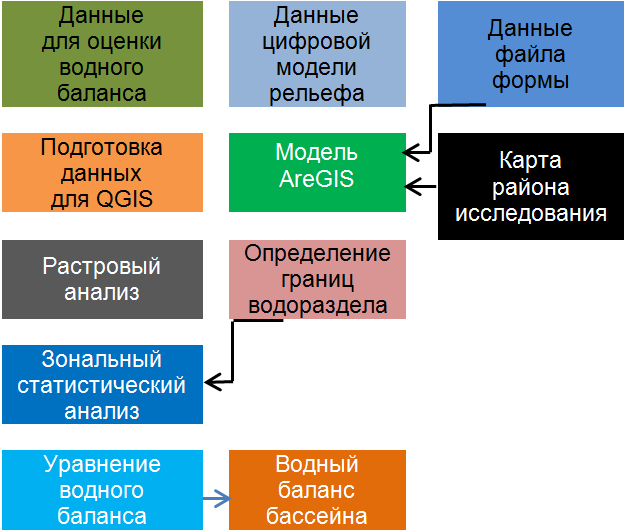 Данные
для оценки
водного
баланса
Данные
цифровой
модели
рельефа
Данные
файла
формы
Подготовка
данных
для QGIS
Модель
AreGIS
Карта
района
исследования
Растровый
анализ
Определение
границ
водораздела
Зональный
статистический
анализ
Уравнение
водного
баланса
Водный
баланс
бассейна